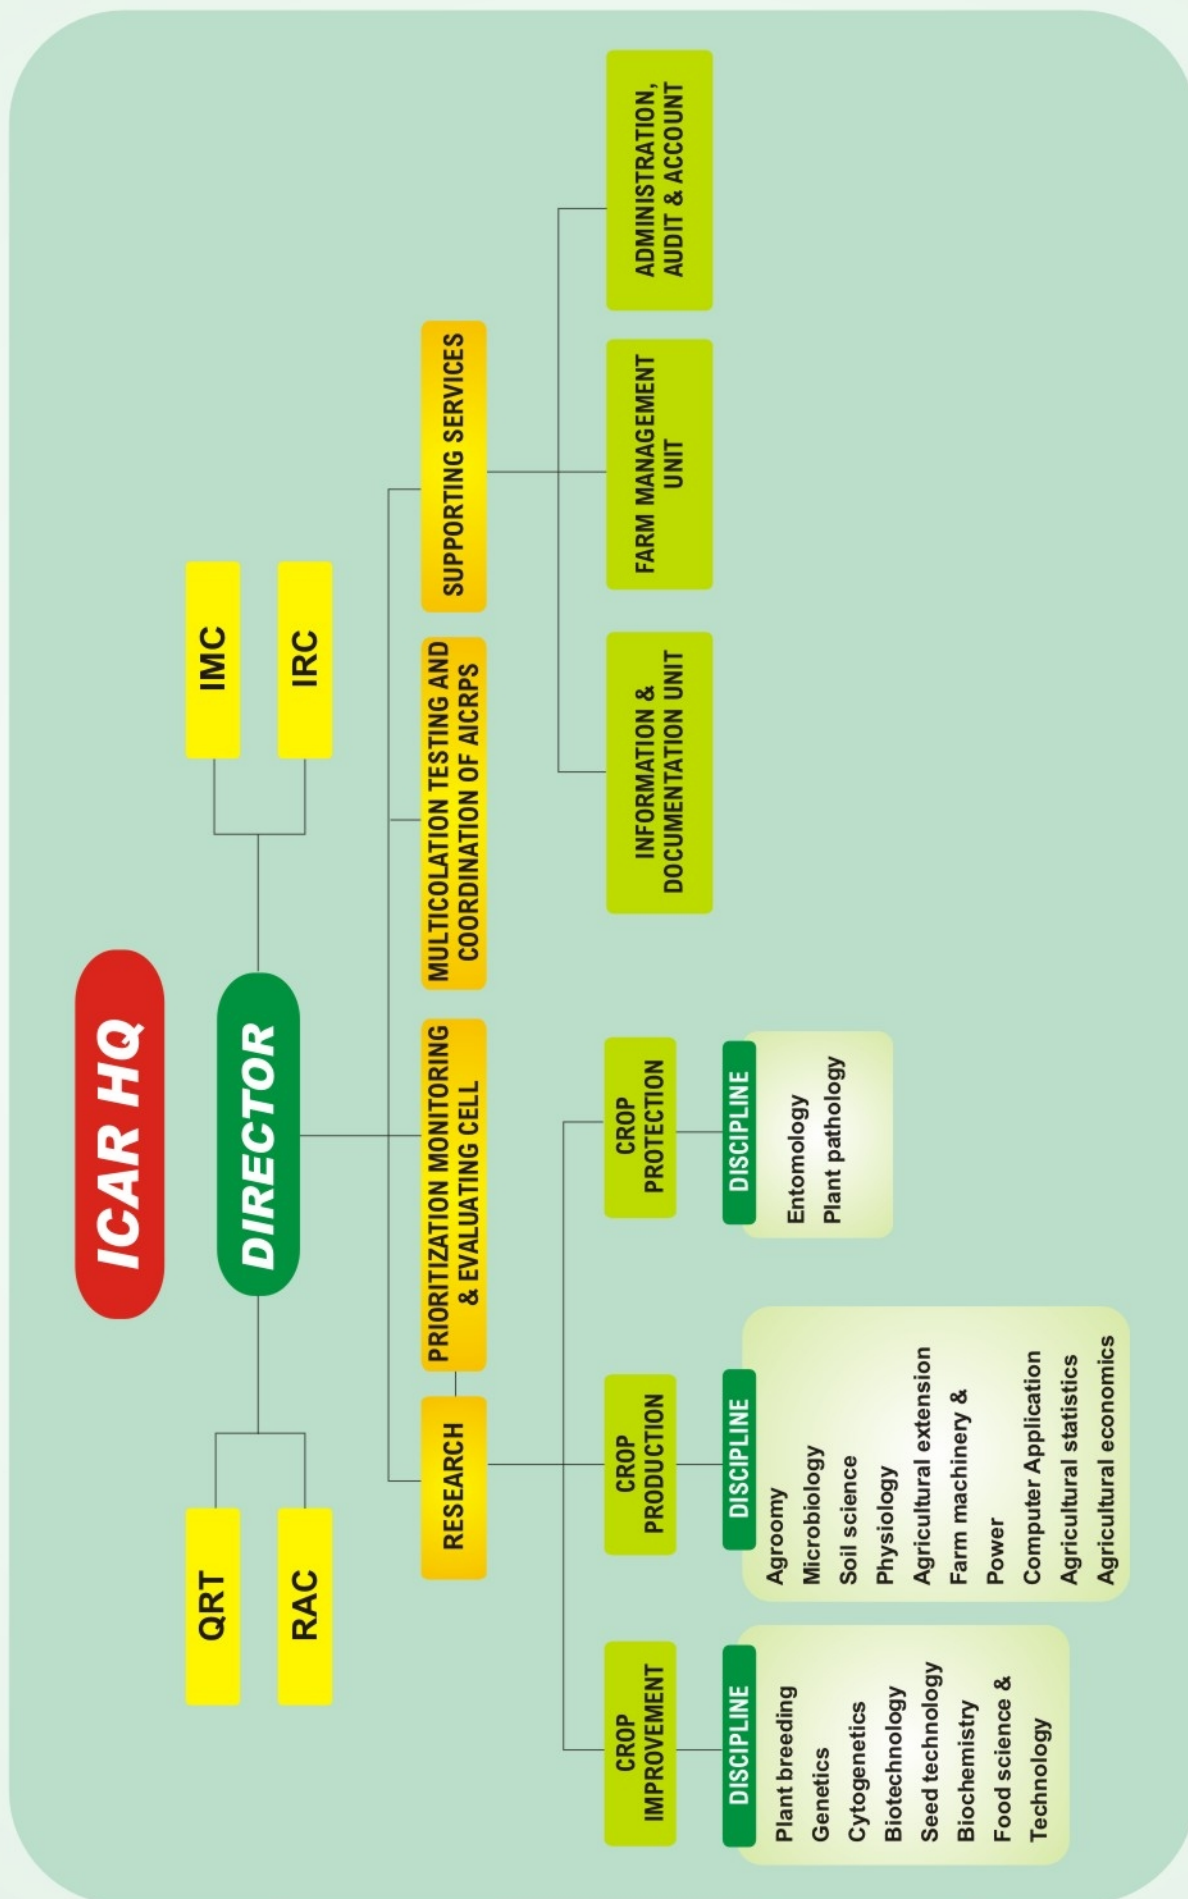 ICAR HQ
DIRECTOR
QRT
RAC
IMC
IRC
RESEARCH
PRIORITIZATION MONITORING
& EVALUATING CELL
MULTICOLATION TESTING AND
COORDINATION OF AICRPS
SUPPORTING SERVICES
CROP
IMPROVEMENT
DISCIPLINE
Plant breeding
Genetics
Cytogenetics
Biotechnology
Seed technology
Biochemistry
Food science &
Technology
CROP
PRODUCTION
DISCIPLINE
Agroomy
Microbiology
Soil science
Physiology
Agricultural extension
Farm machinery &
Power
Computer Application
Agricultural statistics
Agricultural economics
CROP
PROTECTION
DISCIPLINE
Entomology
Plant pathology
INFORMATION &
DOCUMENTATION UNIT
FARM MANAGEMENT
UNIT
ADMINISTRATION,
AUDIT & ACCOUNT